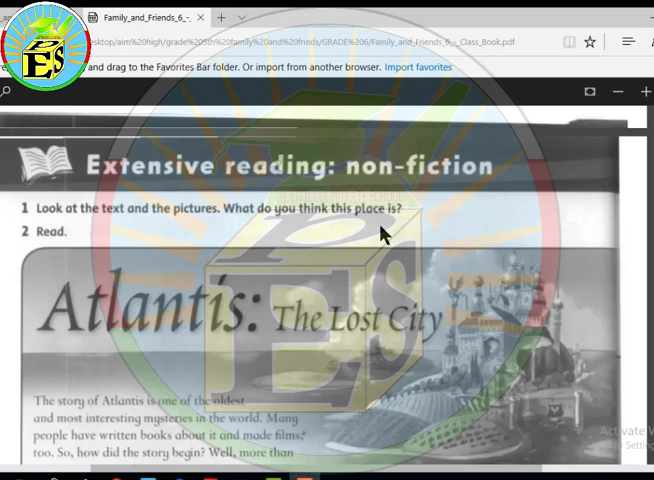 Family_and_Friends_6_-_
esktop/aim%20high/grade%205th%20family%20and%20frinds/GRADE%206/Family_and_Friends_6_-_Class_Book.pdf
and drag to the Favorites Bar folder. Or import from another browser. Import favorites
PES
Extensive reading: non-fiction
1 Look at the text and the pictures. What do you think this place is?
2 Read.
Atlantis: The Lost City
The story of Atlantis is one of the oldest
and most interesting mysteries in the world. Many
people have written books about it and made films,
too. So, how did the story begin? Well, more than